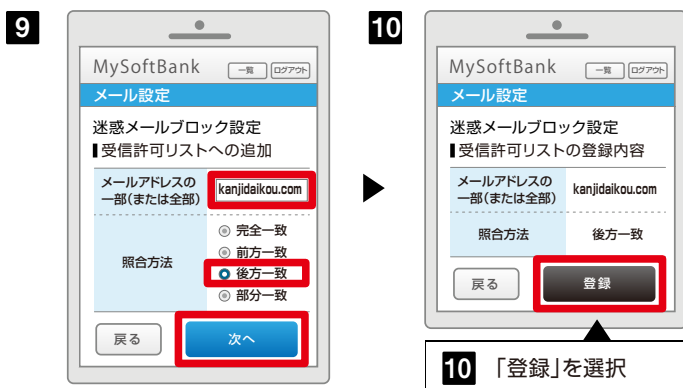 9
MySoftBank 一覧 ログアウト
メール設定
迷惑メールブロック設定
受信許可リストへの追加
メールアドレスの
一部(または全部)
kanjidaikou.com
照合方法
完全一致
前方一致
後方一致
部分一致
戻る
次へ
10
MySoftBank 一覧 ログアウト
メール設定
迷惑メールブロック設定
受信許可リストの登録内容
メールアドレスの
一部(または全部)
kanjidaikou.com
照合方法
後方一致
戻る
登録
10 「登録」を選択